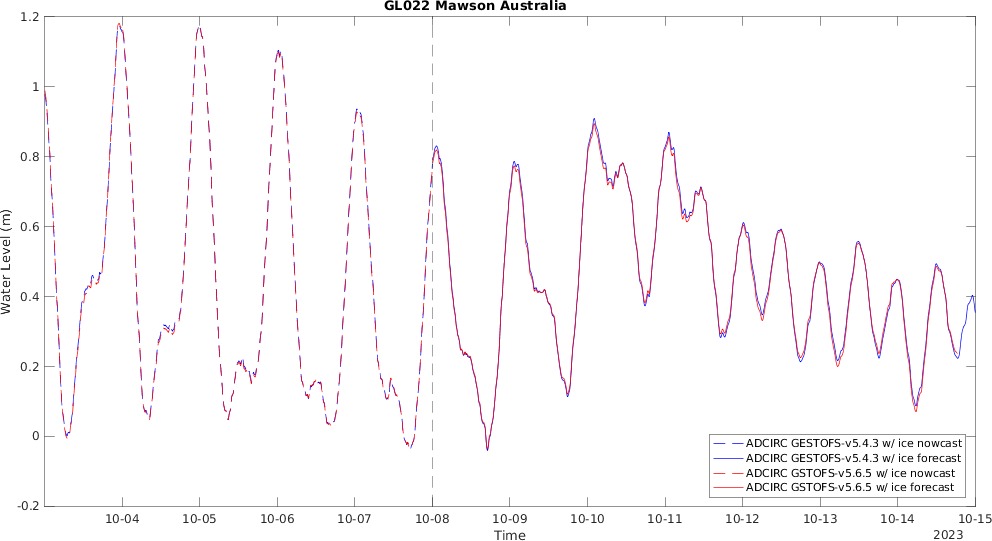 GL022 Mawson Australia
1.2
1
0.8
0.6
0.4
0.2
0
-0.2
Water Level (m)
10-04 10-05 10-06 10-07 10-08 10-09 10-10 10-11 10-12 10-13 10-14 10-15
Time
2023
ADCIRC GESTOFS-v5.4.3 w/ ice nowcast
ADCIRC GESTOFS-v5.4.3 w/ ice forecast
ADCIRC GSTOFS-v5.6.5 w/ ice nowcast
ADCIRC GSTOFS-v5.6.5 w/ ice forecast